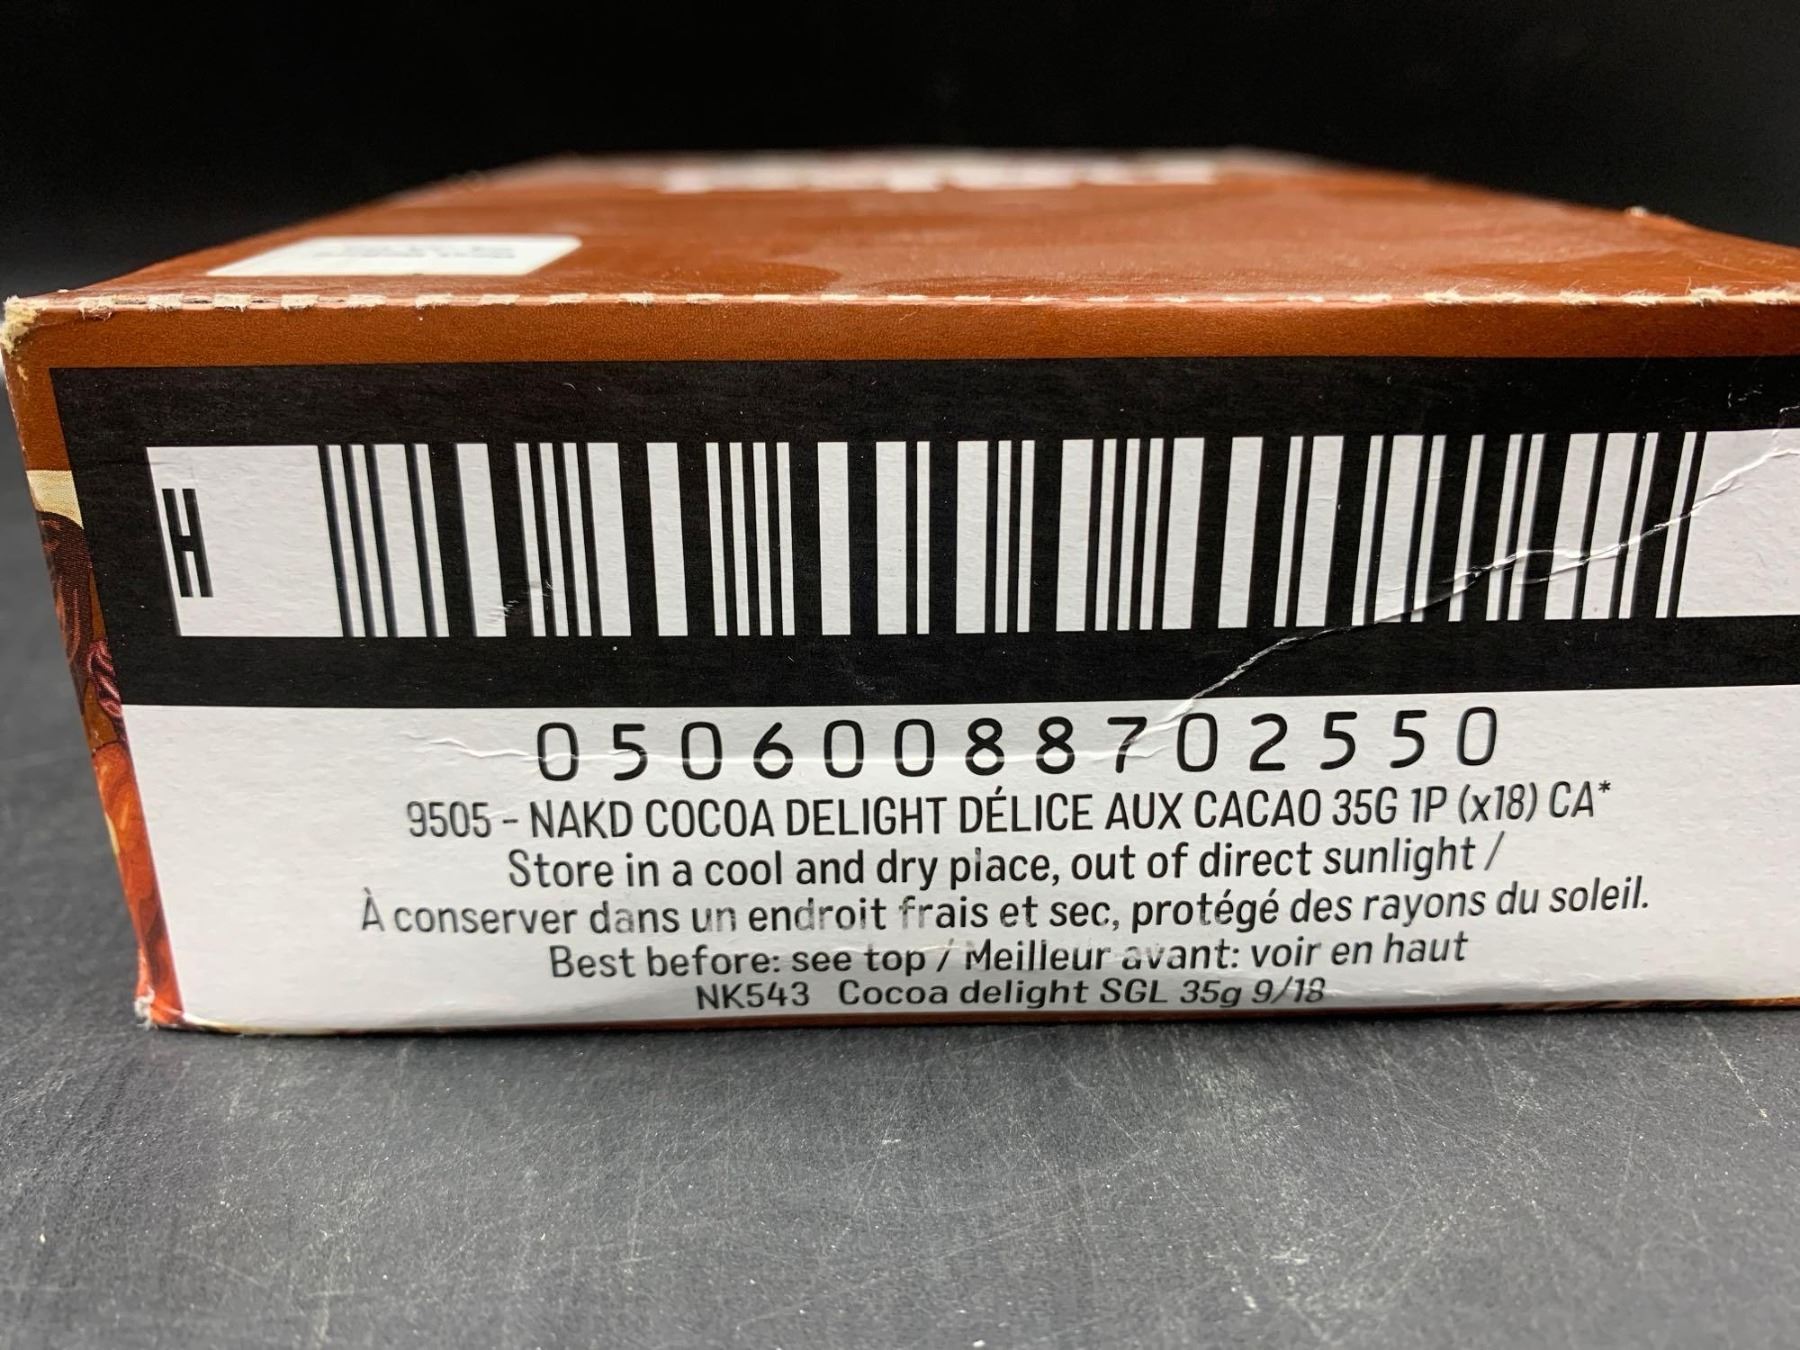 H
05060088702550
9505 - NAKD COCOA DELIGHT DÉLICE AUX CACAO 35G 1P (x18) CA*
Store in a cool and dry place, out of direct sunlight /
À conserver dans un endroit frais et sec, protégé des rayons du soleil.
Best before: see top / Meilleur avant: voir en haut
NK543 Cocoa delight SGL 35g 9/18